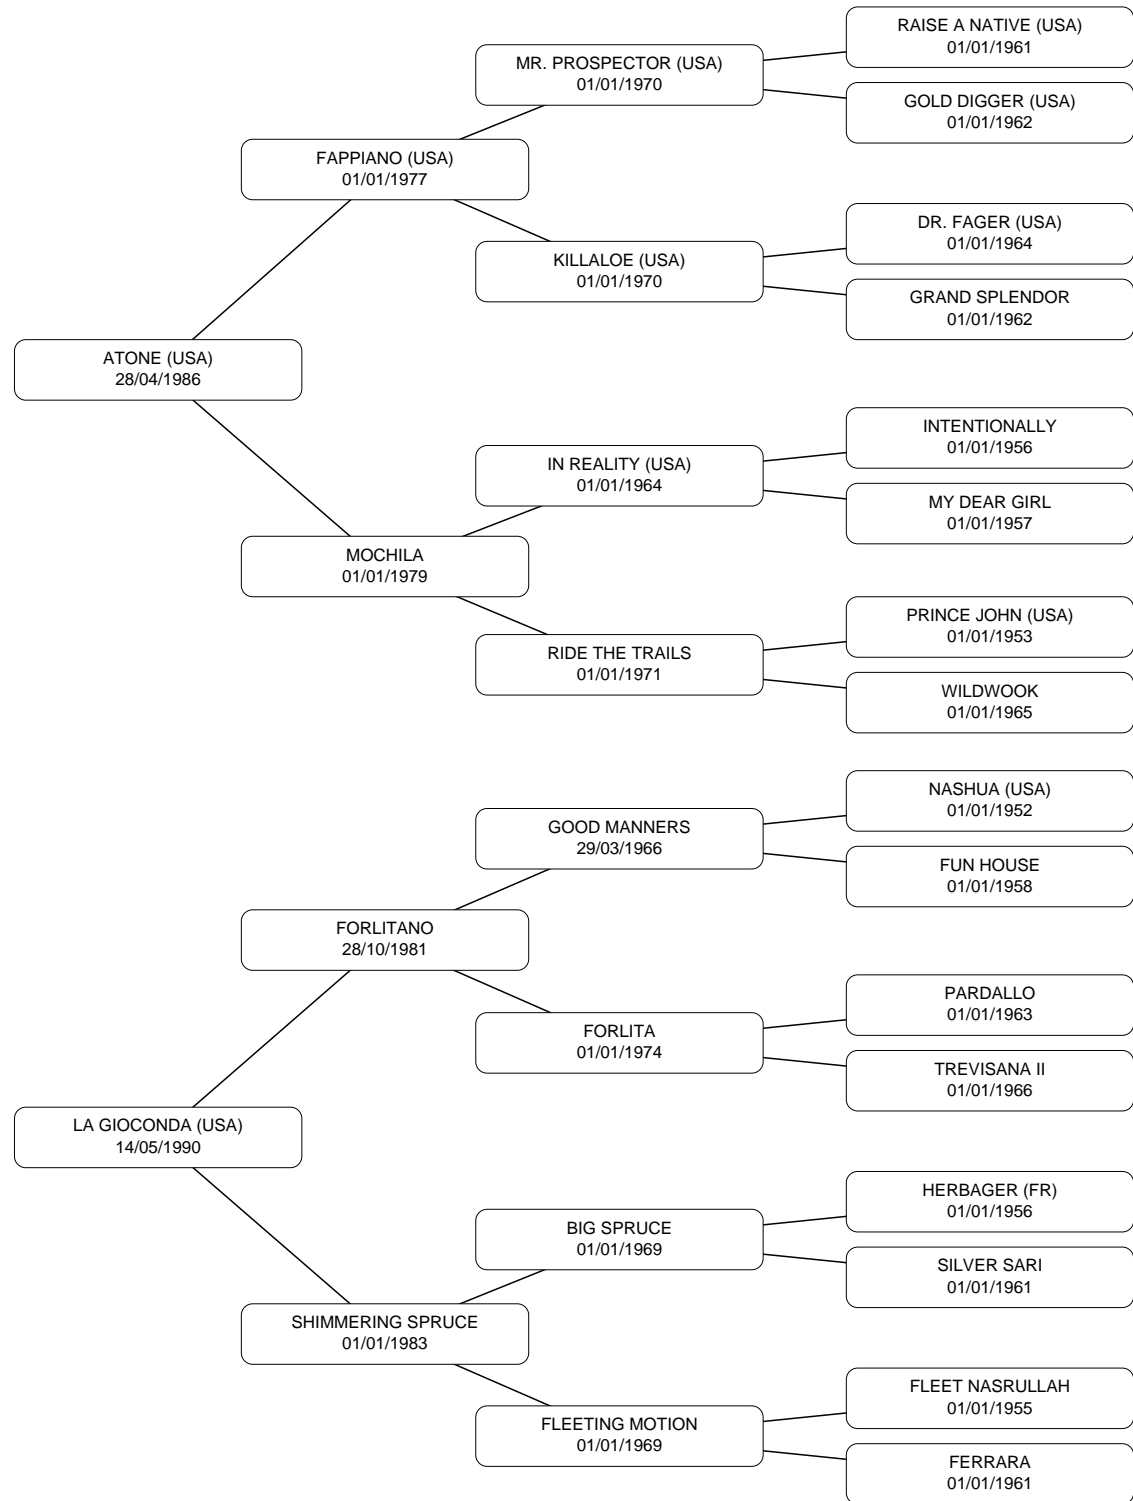 RAISE A NATIVE (USA)
01/01/1961
MR. PROSPECTOR (USA)
01/01/1970
GOLD DIGGER (USA)
01/01/1962
FAPPIANO (USA)
01/01/1977
DR. FAGER (USA)
01/01/1964
KILLALOE (USA)
01/01/1970
GRAND SPLENDOR
01/01/1962
ATONE (USA)
28/04/1986
INTENTIONALLY
01/01/1956
IN REALITY (USA)
01/01/1964
MY DEAR GIRL
01/01/1957
MOCHILA
01/01/1979
PRINCE JOHN (USA)
01/01/1953
RIDE THE TRAILS
01/01/1971
WILDWOOK
01/01/1965
NASHUA (USA)
01/01/1952
GOOD MANNERS
29/03/1966
FUN HOUSE
01/01/1958
FORLITANO
28/10/1981
PARDALLO
01/01/1963
FORLITA
01/01/1974
TREVISANA II
01/01/1966
LA GIOCONDA (USA)
14/05/1990
HERBAGER (FR)
01/01/1956
BIG SPRUCE
01/01/1969
SILVER SARI
01/01/1961
SHIMMERING SPRUCE
01/01/1983
FLEET NASRULLAH
01/01/1955
FLEETING MOTION
01/01/1969
FERRARA
01/01/1961